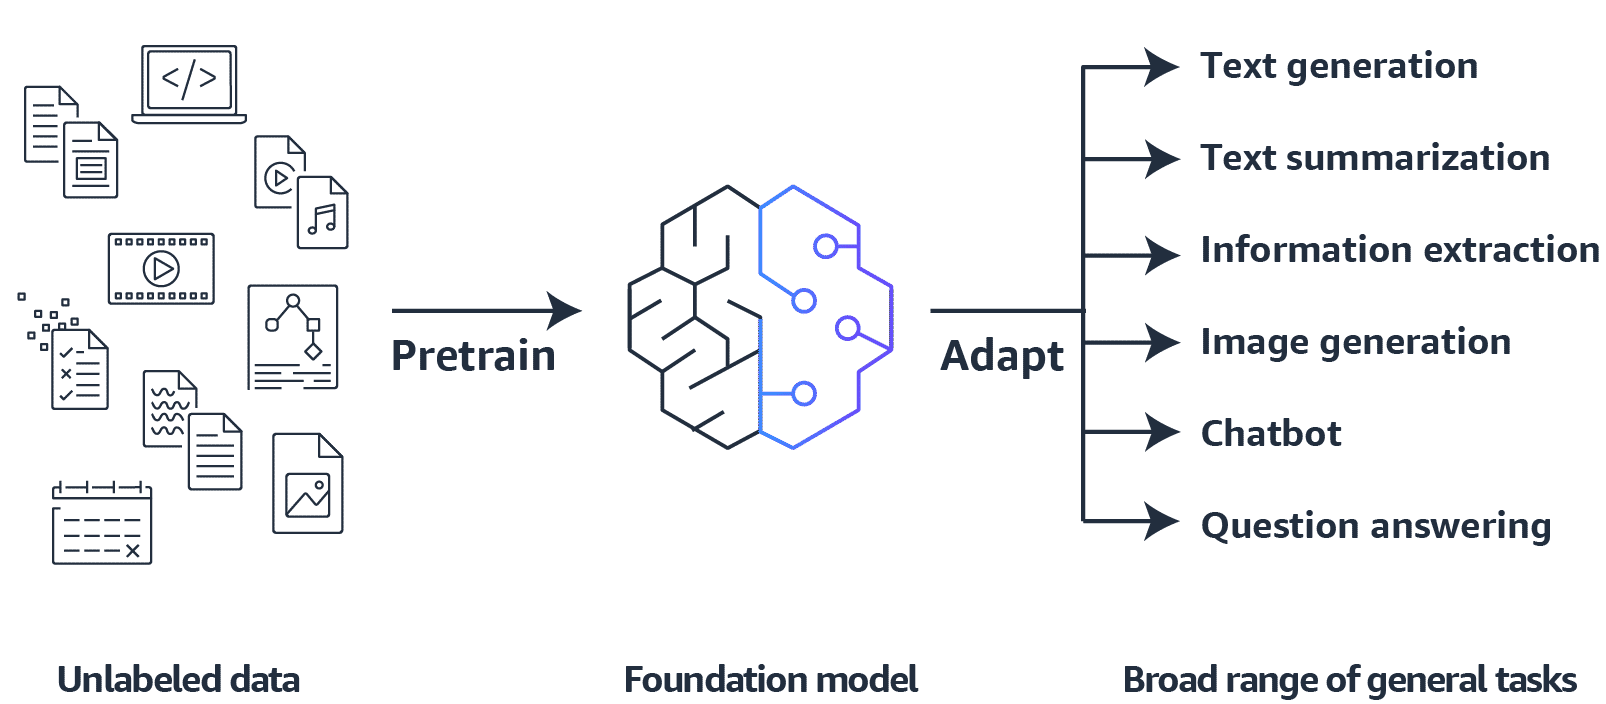 </>
Pretrain
Adapt
Text generation
Text summarization
Information extraction
Image generation
Chatbot
Question answering
Unlabeled data
Foundation model
Broad range of general tasks